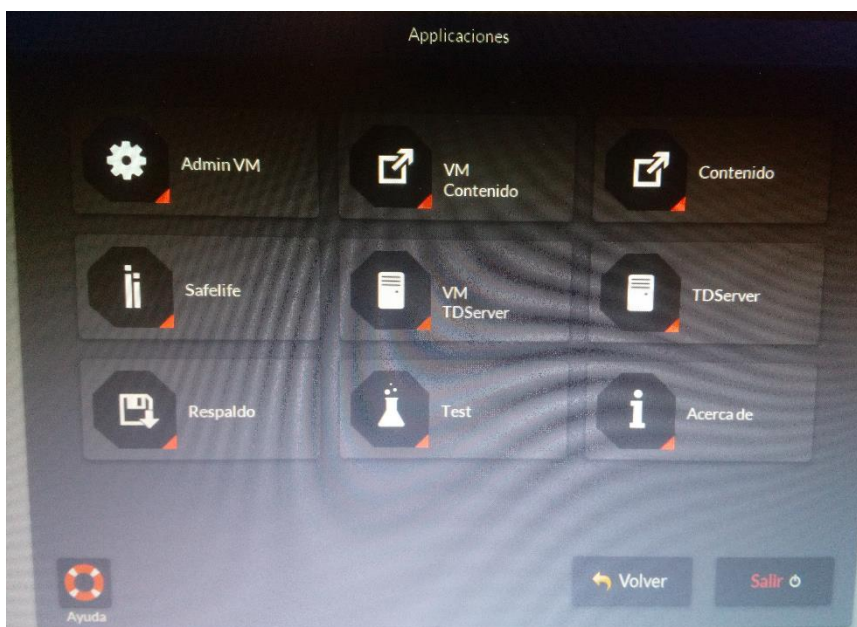 Applicaciones
Admin VM
VM
Contenido
Contenido
Safelife
VM
TDServer
TDServer
Respaldo
Test
Acerca de
Ayuda
Volver
Salir